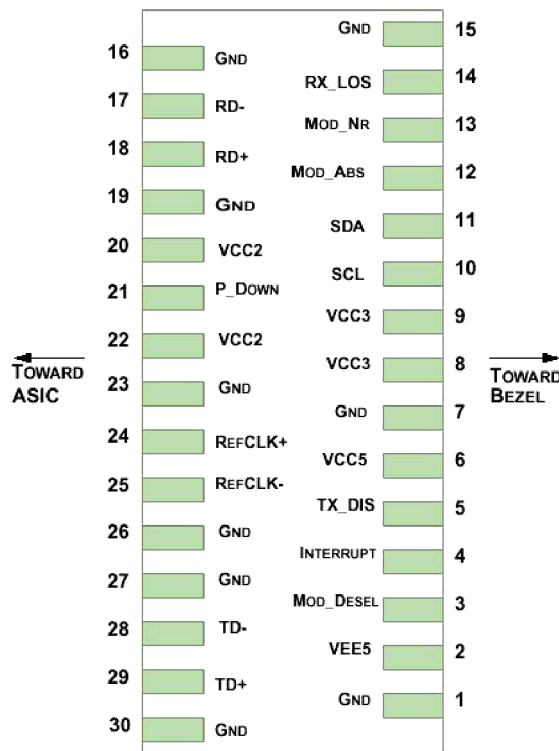 GND 15
16 GND
RX_LOS 14
17 RD-
MOD_NR 13
18 RD+
MOD_ABS 12
19 GND
SDA 11
20 VCC2
SCL 10
21 P_DOWN
VCC3 9
22 VCC2
VCC3 8
TOWARD ASIC
TOWARD BEZEL
23 GND
GND 7
24 REFCLK+
VCC5 6
25 REFCLK-
TX_DIS 5
26 GND
INTERRUPT 4
27 GND
MOD_DESEL 3
28 TD-
VEE5 2
29 TD+
GND 1
30 GND